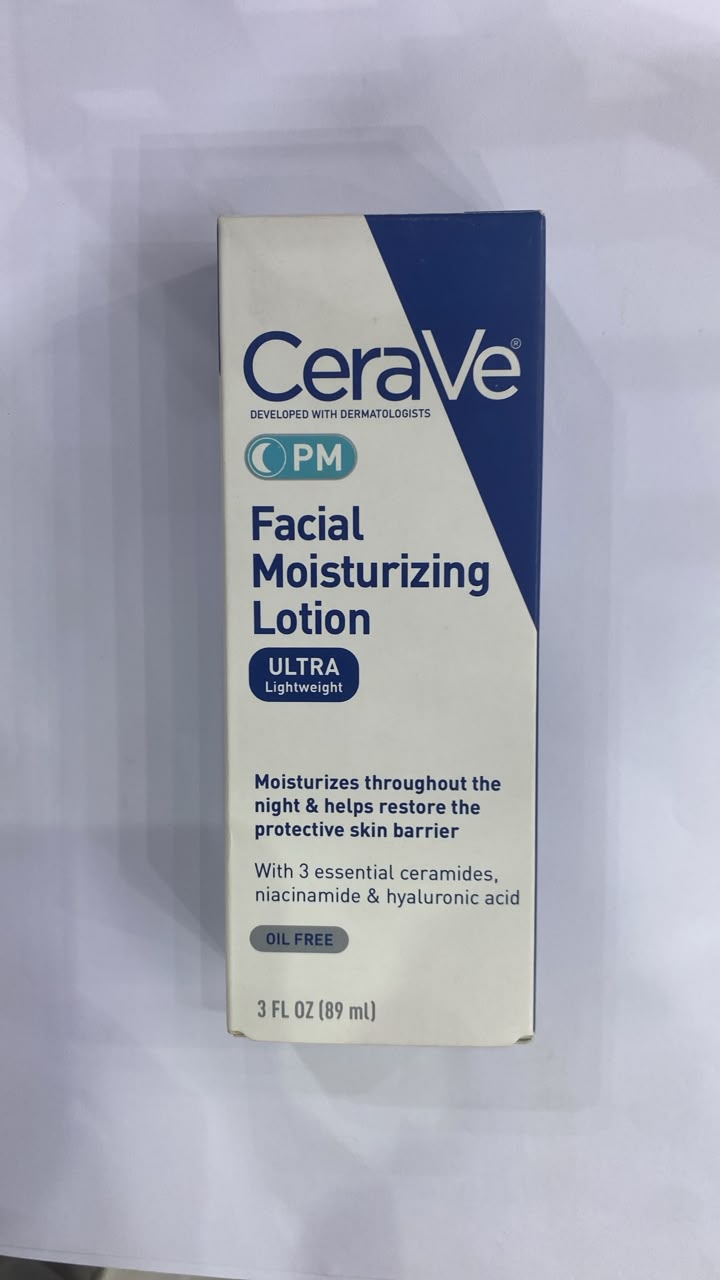 CeraVe®
DEVELOPED WITH DERMATOLOGISTS
PM
Facial
Moisturizing
Lotion
ULTRA
Lightweight
Moisturizes throughout the
night & helps restore the
protective skin barrier
With 3 essential ceramides,
niacinamide & hyaluronic acid
OIL FREE
3 FL OZ (89 ml)